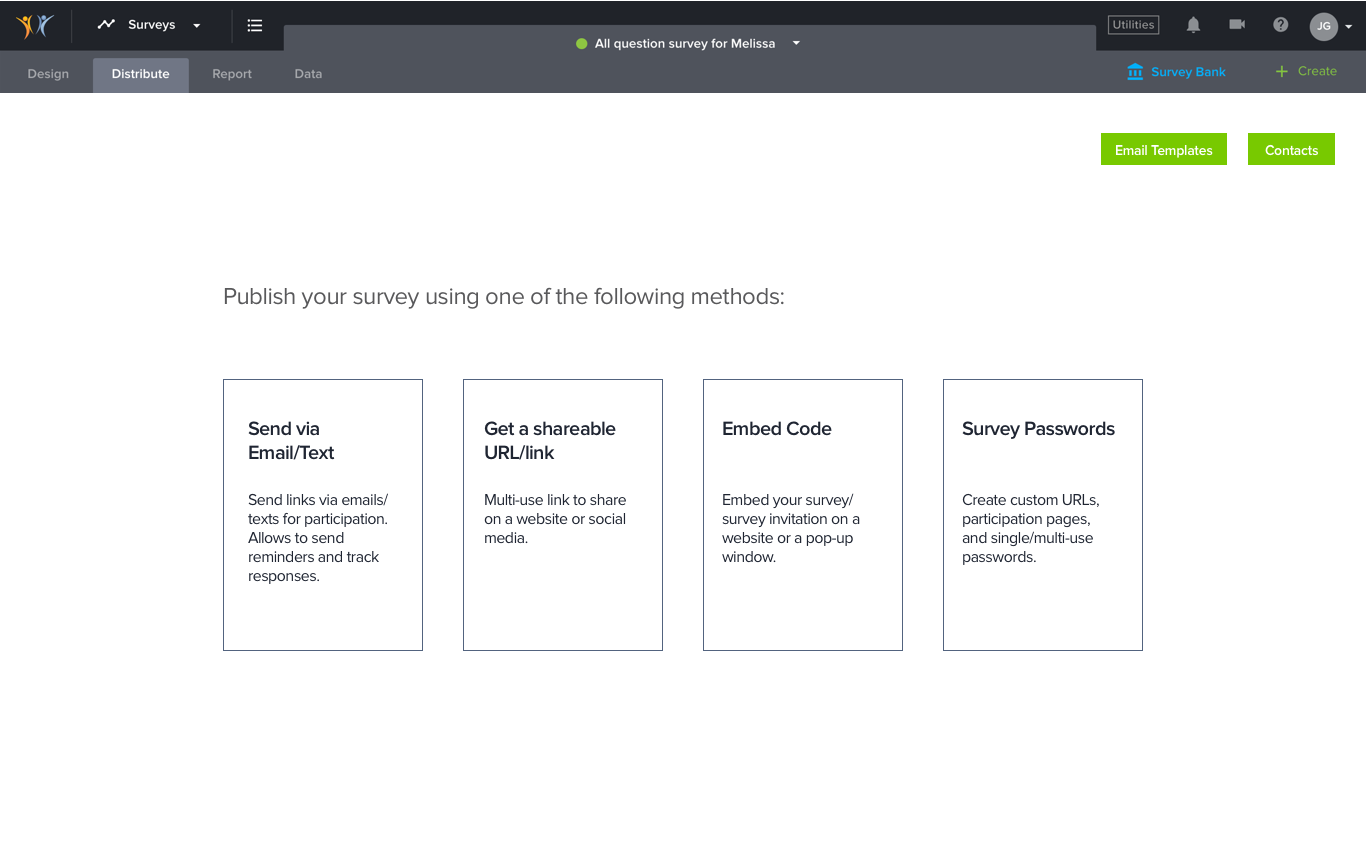 Surveys
All question survey for Melissa
Utilities
JG
Design
Distribute
Report
Data
Survey Bank
Create
Email Templates
Contacts
Publish your survey using one of the following methods:
Send via
Email/Text
Send links via emails/
texts for participation.
Allows to send
reminders and track
responses.
Get a shareable
URL/link
Multi-use link to share
on a website or social
media.
Embed Code
Embed your survey/
survey invitation on a
website or a pop-up
window.
Survey Passwords
Create custom URLs,
participation pages,
and single/multi-use
passwords.